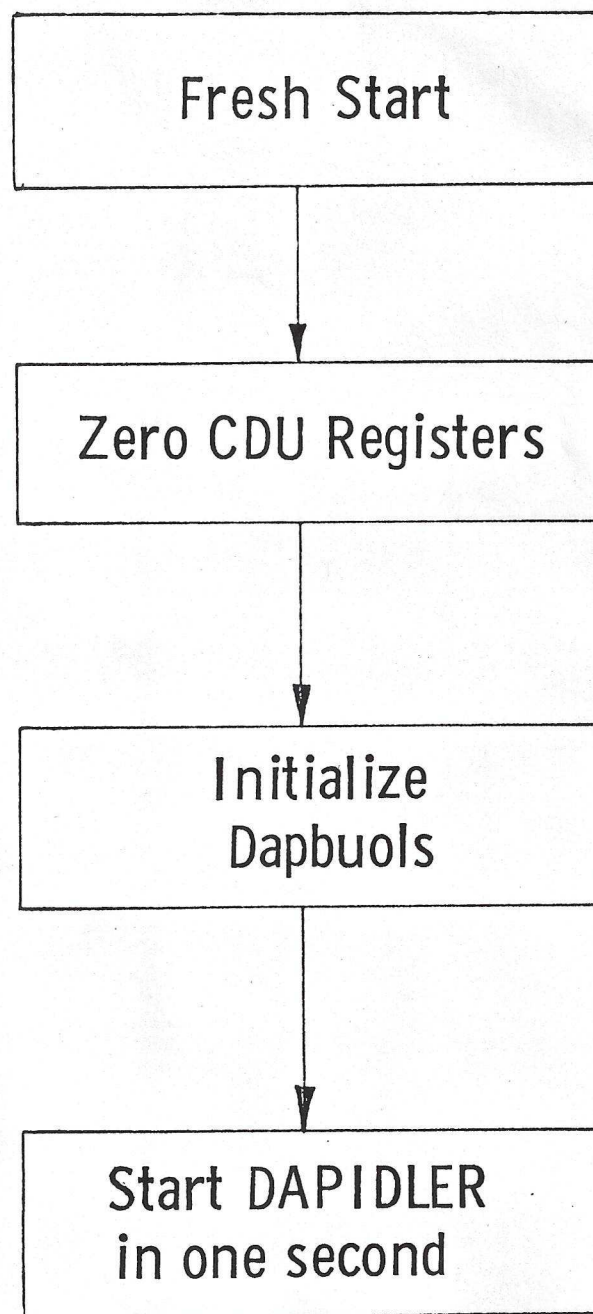 Fresh Start
Zero CDU Registers
Initialize
Dapbuols
Start DAPIDLER
in one second